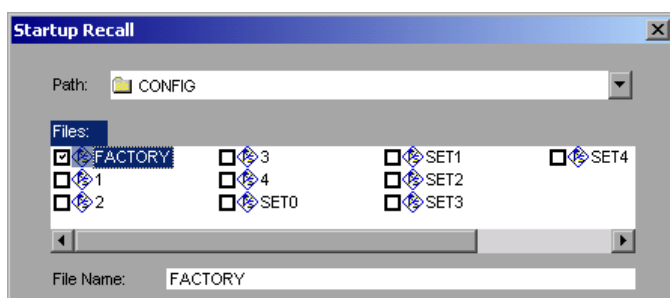 Startup Recall
Path: CONFIG
Files:
FACTORY 3 SET1 SET4
1 4 SET2
2 SET0 SET3
File Name: FACTORY